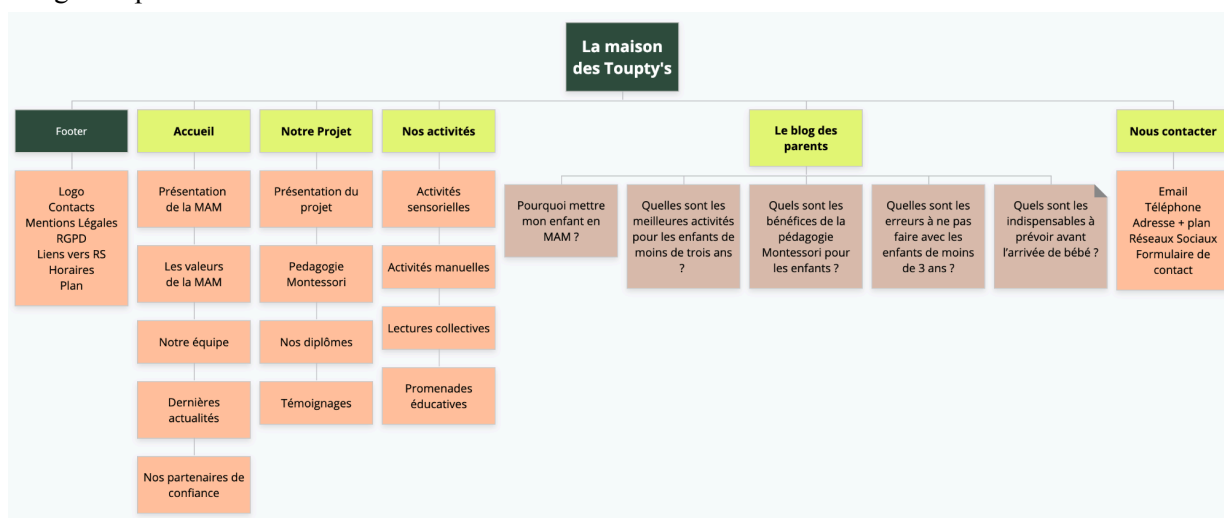 La maison
des Toupty's
Footer
Accueil
Notre Projet
Nos activités
Le blog des
parents
Nous contacter
Logo
Contacts
Mentions Légales
RGPD
Liens vers RS
Horaires
Plan
Présentation
de la MAM
Les valeurs
de la MAM
Notre équipe
Dernières
actualités
Nos partenaires de
confiance
Présentation du
projet
Pedagogie
Montessori
Nos diplômes
Témoignages
Activités
sensorielles
Activités manuelles
Lectures collectives
Promenades
éducatives
Pourquoi mettre
mon enfant en
MAM ?
Quelles sont les
meilleures activités
pour les enfants de
moins de trois ans
?
Quels sont les
bénéfices de la
pédagogie
Montessori pour
les enfants ?
Quelles sont les
erreurs à ne pas
faire avec les
enfants de moins
de 3 ans ?
Quels sont les
indispensables à
prévoir avant
l'arrivée de bébé ?
Email
Téléphone
Adresse + plan
Réseaux Sociaux
Formulaire de
contact